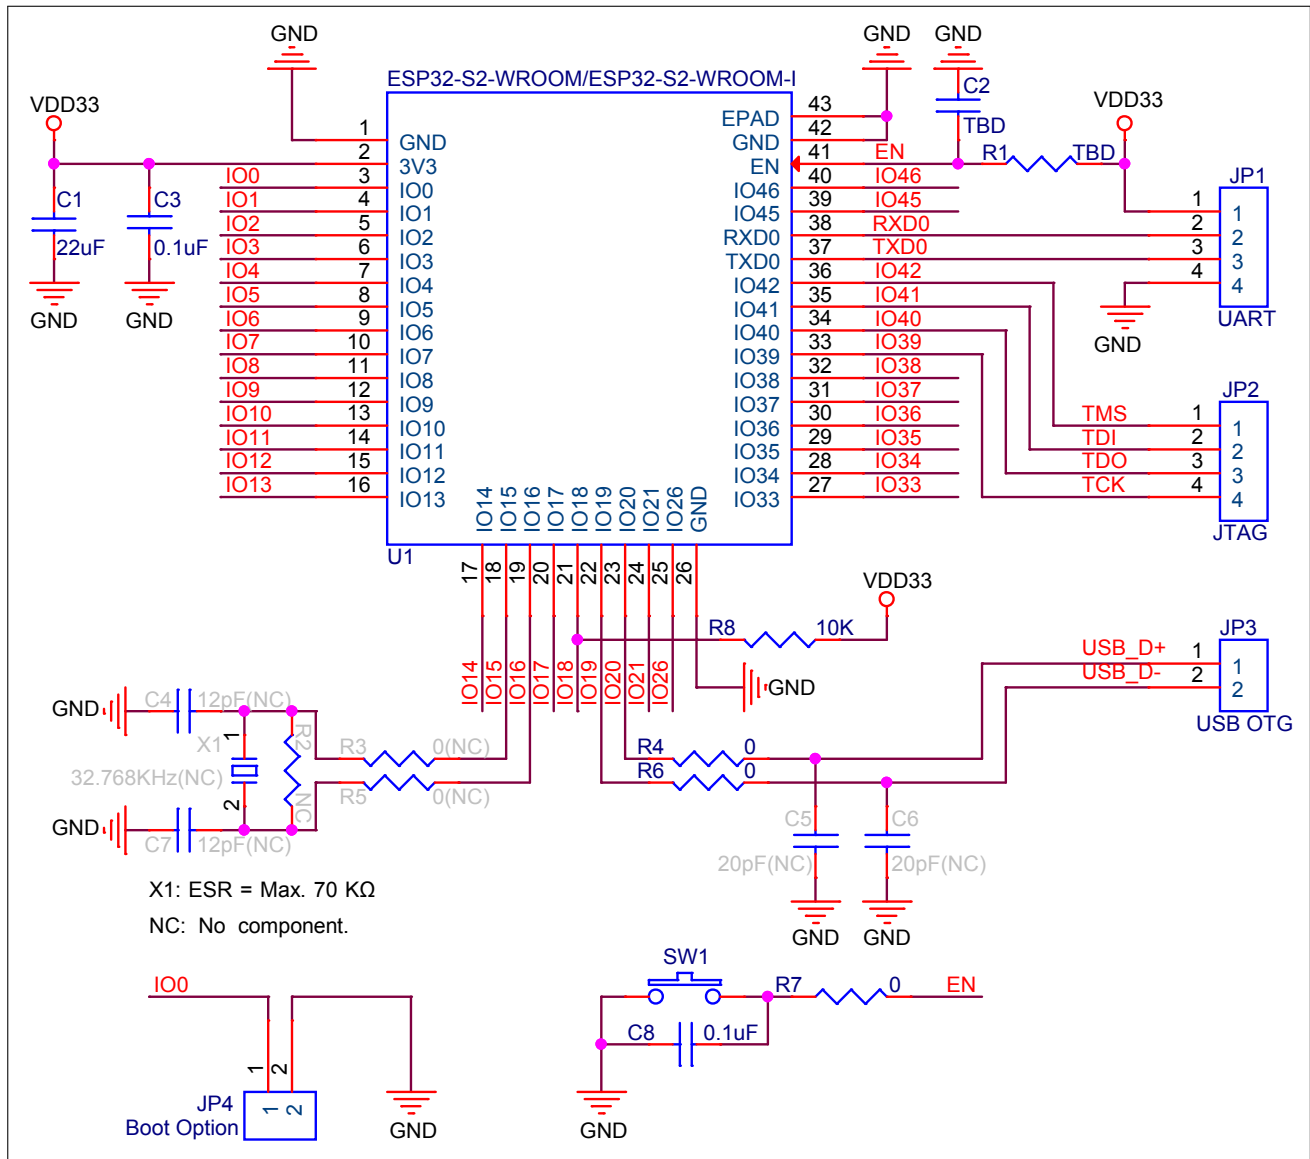 GND
GND
GND
ESP32-S2-WROOM/ESP32-S2-WROOM-I
VDD33
C2
TBD
VDD33
1
GND
2
3V3
IO0
3
IO0
IO1
4
IO1
IO2
5
IO2
IO3
6
IO3
IO4
7
IO4
IO5
8
IO5
IO6
9
IO6
IO7
10
IO7
IO8
11
IO8
IO9
12
IO9
IO10
13
IO10
IO11
14
IO11
IO12
15
IO12
IO13
16
IO13
C1
22uF
GND
C3
0.1uF
GND
EPAD
43
GND
42
EN
41
EN
R1
TBD
IO46
40
IO46
IO45
39
IO45
RXD0
38
RXD0
TXD0
37
TXD0
IO42
36
IO42
IO41
35
IO41
IO40
34
IO40
IO39
33
IO39
IO38
32
IO38
IO37
31
IO37
IO36
30
IO36
IO35
29
IO35
IO34
28
IO34
IO33
27
IO33
JP1
1
1
2
2
3
3
4
4
UART
GND
JP2
TMS
1
1
TDI
2
2
TDO
3
3
TCK
4
4
JTAG
IO14
IO15
IO16
IO17
IO18
IO19
IO20
IO21
IO26
GND
U1
17
18
19
20
21
22
23
24
25
26
IO14
IO15
IO16
IO17
IO18
IO19
IO20
IO21
IO26
VDD33
R8
10K
GND
JP3
USB_D+
1
1
USB_D-
2
2
USB OTG
GND
C4
12pF(NC)
1
X1
R2
R3
0(NC)
32.768KHz(NC)
2
NC
R5
0(NC)
GND
C7
12pF(NC)
R4
0
R6
0
C5
C6
20pF(NC)
20pF(NC)
GND
GND
X1: ESR = Max. 70 KΩ
NC: No component.
IO0
1
2
JP4
1
2
Boot Option
GND
SW1
R7
0
EN
C8
0.1uF
GND